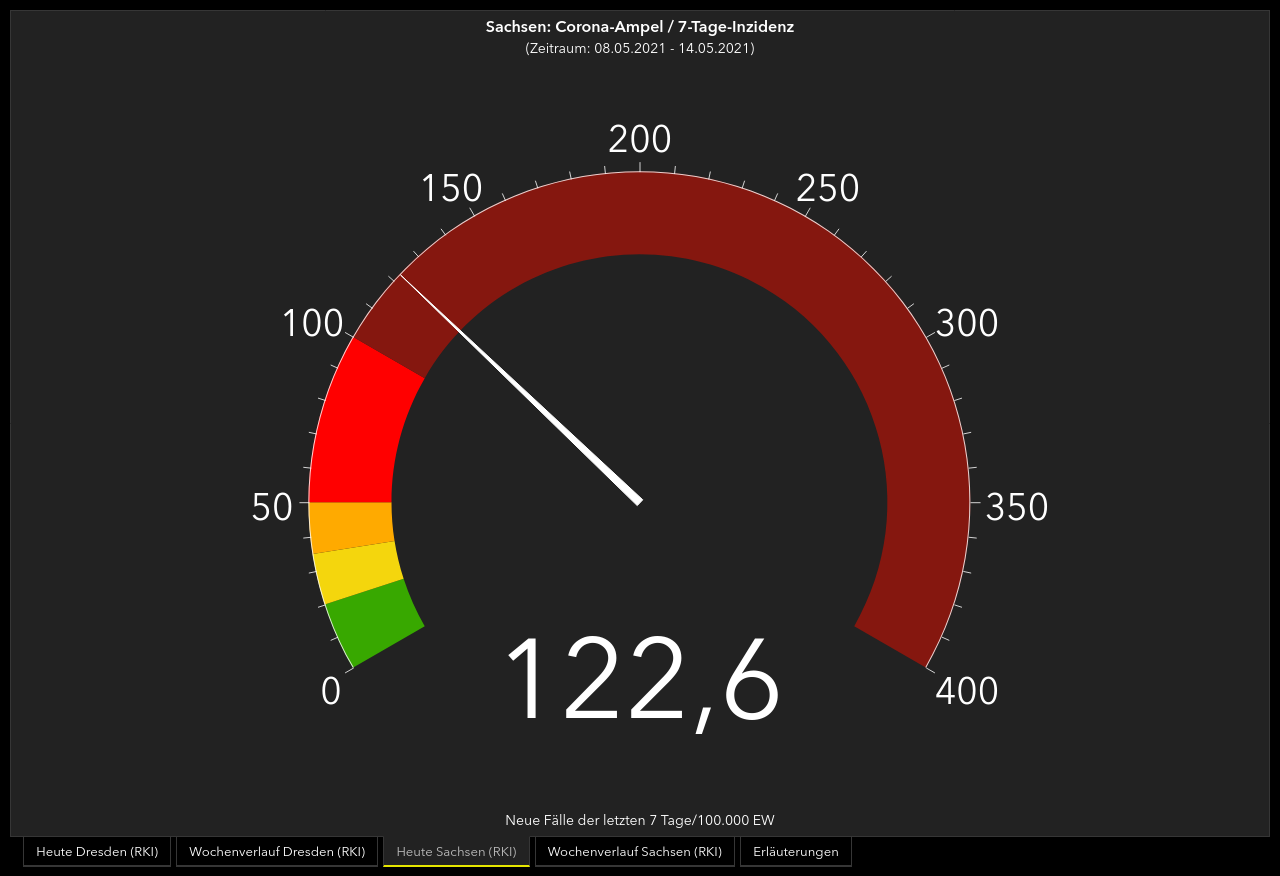 Sachsen: Corona-Ampel / 7-Tage-Inzidenz
(Zeitraum: 08.05.2021 - 14.05.2021)
200
150
250
100
300
50
350
0
400
122,6
Neue Fälle der letzten 7 Tage/100.000 EW
Heute Dresden (RKI)
Wochenverlauf Dresden (RKI)
Heute Sachsen (RKI)
Wochenverlauf Sachsen (RKI)
Erläuterungen